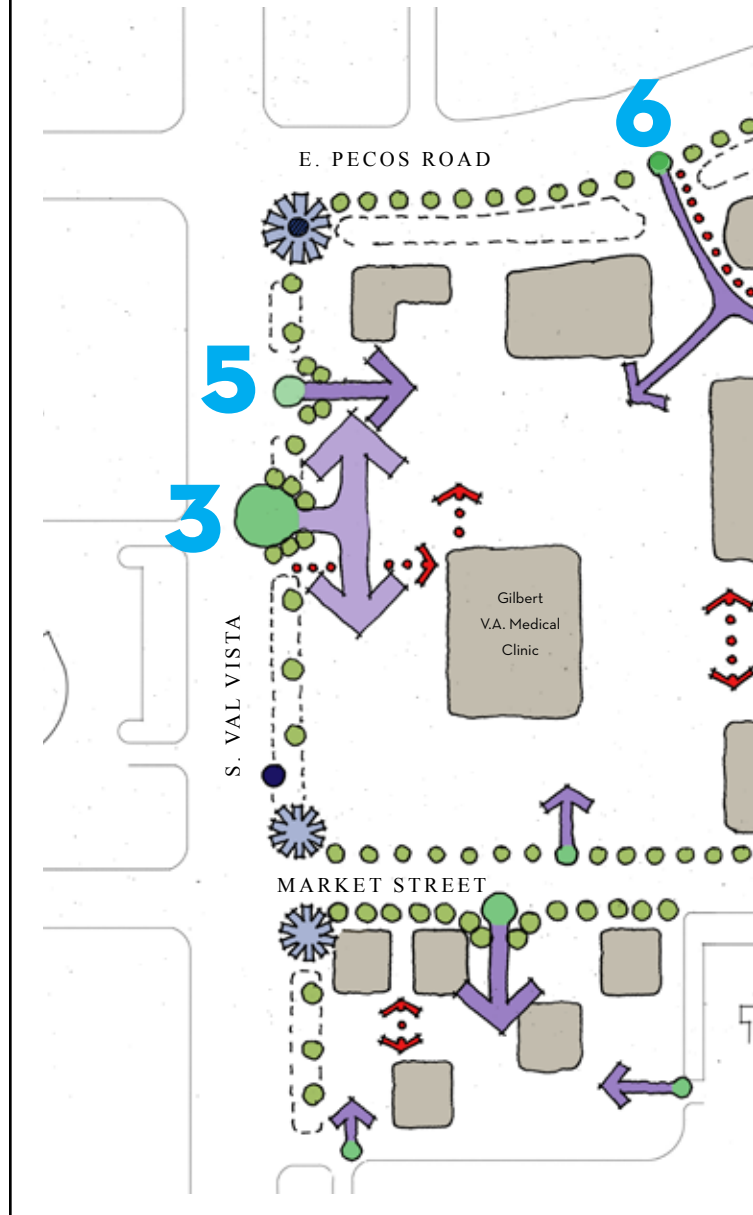 6
E. PECOS ROAD
5
3
Gilbert
V.A. Medical
Clinic
S. VAL VISTA
MARKET STREET